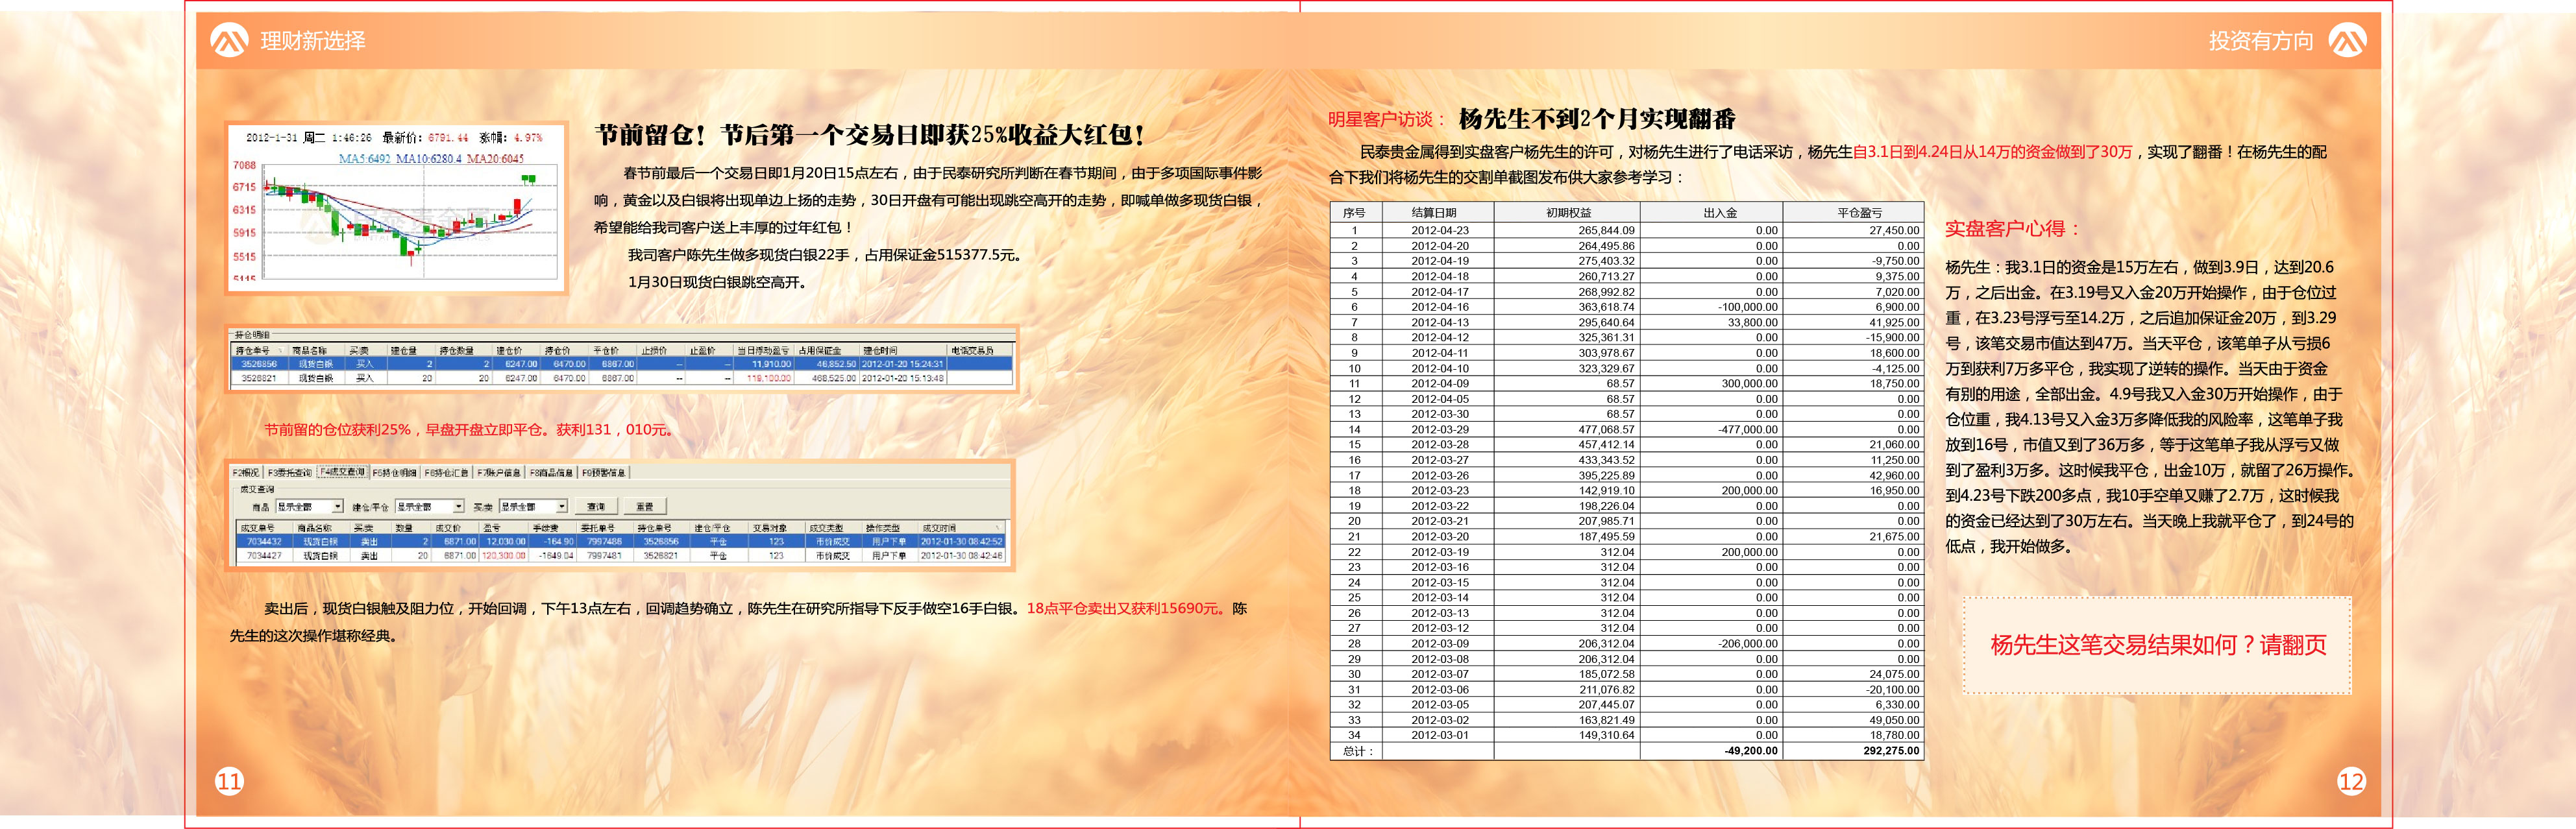 理财新选择
2012-1-31 周二 1:46:26 最新价: 6791.44 涨幅: 4.97%
MA5:6492 MA10:6280.4 MA20:6045
7088
6715
6315
5915
5515
5115
节前留仓！节后第一个交易日即获25%收益大红包！
春节前最后一个交易日即1月20日15点左右，由于民泰研究所判断在春节期间，由于多项国际事件影
响，黄金以及白银将出现单边上扬的走势，30日开盘有可能出现跳空高开的走势，即喊单做多现货白银，
希望能给我司客户送上丰厚的过年红包！
我司客户陈先生做多现货白银22手，占用保证金515377.5元。
1月30日现货白银跳空高开。
持仓明细
持仓单号 商品名称 买/卖 建仓量 持仓数量 建仓价 持仓价 平仓价 止损价 止盈价 当日浮动盈亏 占用保证金 建仓时间 电话交易员
3526856 现货白银 买入 2 2 6247.00 6470.00 6867.00 -- -- 11,910.00 46,852.50 2012-01-20 15:24:31
3526821 现货白银 买入 20 20 6247.00 6470.00 6867.00 -- -- 119,100.00 468,525.00 2012-01-20 15:13:48
节前留的仓位获利25%，早盘开盘立即平仓。获利131，010元。
F2概况 F3委托查询 F4成交查询 F5持仓明细 F6持仓汇总 F7账户信息 F8商品信息 F9预警信息
成交查询
商品 显示全部 建仓/平仓 显示全部 买/卖 显示全部 查询 重置
成交单号 商品名称 买/卖 数量 成交价 盈亏 手续费 委托单号 持仓单号 建仓/平仓 交易对象 成交类型 操作类型 成交时间
7034432 现货白银 卖出 2 6871.00 12,030.00 -164.90 7997486 3526856 平仓 123 市价成交 用户下单 2012-01-30 08:42:52
7034427 现货白银 卖出 20 6871.00 120,300.00 -1649.04 7997481 3526821 平仓 123 市价成交 用户下单 2012-01-30 08:42:46
卖出后，现货白银触及阻力位，开始回调，下午13点左右，回调趋势确立，陈先生在研究所指导下反手做空16手白银。18点平仓卖出又获利15690元。陈
先生的这次操作堪称经典。
11
投资有方向
明星客户访谈：杨先生不到2个月实现翻番
民泰贵金属得到实盘客户杨先生的许可，对杨先生进行了电话采访，杨先生自3.1日到4.24日从14万的资金做到了30万，实现了翻番！在杨先生的配
合下我们将杨先生的交割单截图发布供大家参考学习：
序号 结算日期 初期权益 出入金 平仓盈亏
1 2012-04-23 265,844.09 0.00 27,450.00
2 2012-04-20 264,495.86 0.00 0.00
3 2012-04-19 275,403.32 0.00 -9,750.00
4 2012-04-18 260,713.27 0.00 9,375.00
5 2012-04-17 268,992.82 0.00 7,020.00
6 2012-04-16 363,618.74 -100,000.00 6,900.00
7 2012-04-13 295,640.64 33,800.00 41,925.00
8 2012-04-12 325,361.31 0.00 -15,900.00
9 2012-04-11 303,978.67 0.00 18,600.00
10 2012-04-10 323,329.67 0.00 -4,125.00
11 2012-04-09 68.57 300,000.00 18,750.00
12 2012-04-05 68.57 0.00 0.00
13 2012-03-30 68.57 0.00 0.00
14 2012-03-29 477,068.57 -477,000.00 0.00
15 2012-03-28 457,412.14 0.00 21,060.00
16 2012-03-27 433,343.52 0.00 11,250.00
17 2012-03-26 395,225.89 0.00 42,960.00
18 2012-03-23 142,919.10 200,000.00 16,950.00
19 2012-03-22 198,226.04 0.00 0.00
20 2012-03-21 207,985.71 0.00 0.00
21 2012-03-20 187,495.59 0.00 21,675.00
22 2012-03-19 312.04 200,000.00 0.00
23 2012-03-16 312.04 0.00 0.00
24 2012-03-15 312.04 0.00 0.00
25 2012-03-14 312.04 0.00 0.00
26 2012-03-13 312.04 0.00 0.00
27 2012-03-12 312.04 0.00 0.00
28 2012-03-09 206,312.04 -206,000.00 0.00
29 2012-03-08 206,312.04 0.00 0.00
30 2012-03-07 185,072.58 0.00 24,075.00
31 2012-03-06 211,076.82 0.00 -20,100.00
32 2012-03-05 207,445.07 0.00 6,330.00
33 2012-03-02 163,821.49 0.00 49,050.00
34 2012-03-01 149,310.64 0.00 18,780.00
总计： -49,200.00 292,275.00
实盘客户心得：
杨先生：我3.1日的资金是15万左右，做到3.9日，达到20.6
万，之后出金。在3.19号又入金20万开始操作，由于仓位过
重，在3.23号浮亏至14.2万，之后追加保证金20万，到3.29
号，该笔交易市值达到47万。当天平仓，该笔单子从亏损6
万到获利7万多平仓，我实现了逆转的操作。当天由于资金
有别的用途，全部出金。4.9号我又入金30万开始操作，由于
仓位重，我4.13号又入金3万多降低我的风险率，这笔单子我
放到16号，市值又到了36万多，等于这笔单子我从浮亏又做
到了盈利3万多。这时候我平仓，出金10万，就留了26万操作。
到4.23号下跌200多点，我10手空单又赚了2.7万，这时候我
的资金已经达到了30万左右。当天晚上我就平仓了，到24号的
低点，我开始做多。
杨先生这笔交易结果如何？请翻页
12